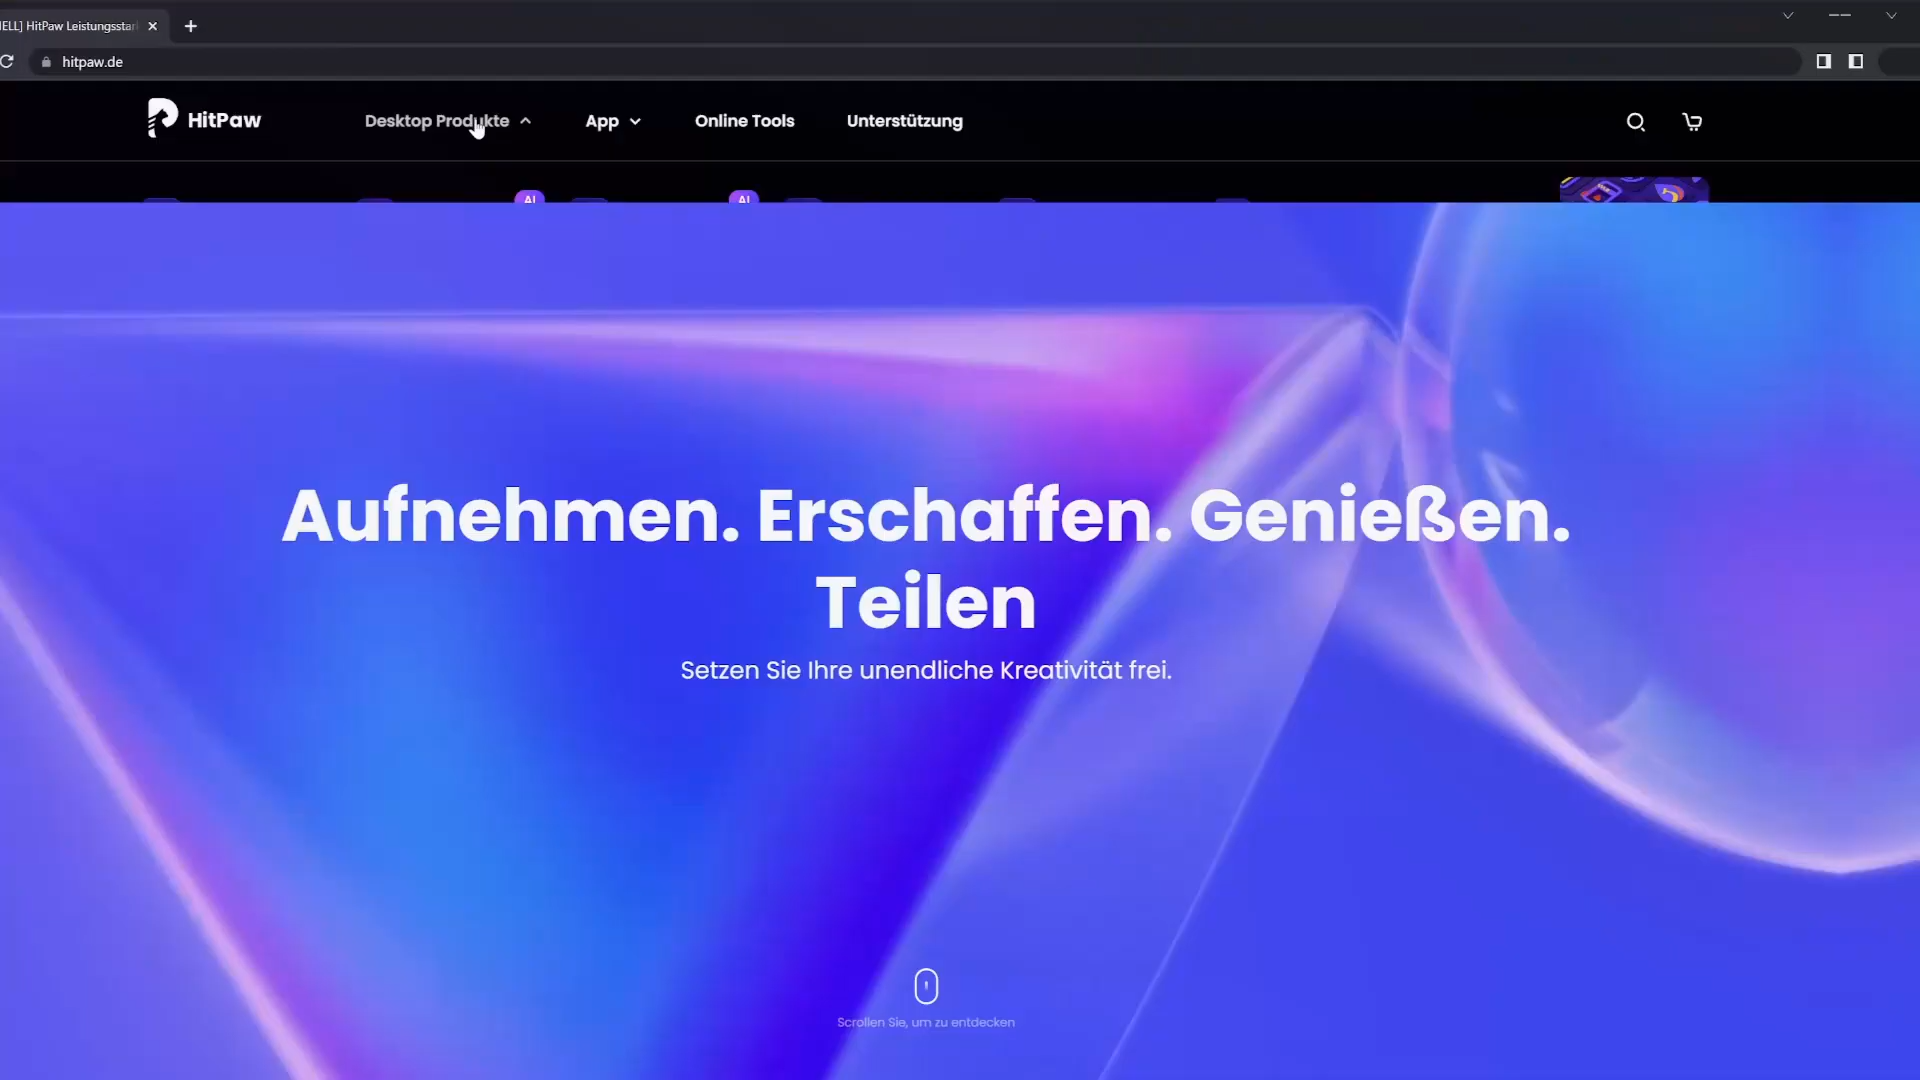 ELL] HitPaw Leistungsstar
hitpaw.de
HitPaw
Desktop Produkte
App
Online Tools
Unterstützung
AI
AI
Aufnehmen. Erschaffen. Genießen.
Teilen
Setzen Sie Ihre unendliche Kreativität frei.
Scrollen Sie, um zu entdecken